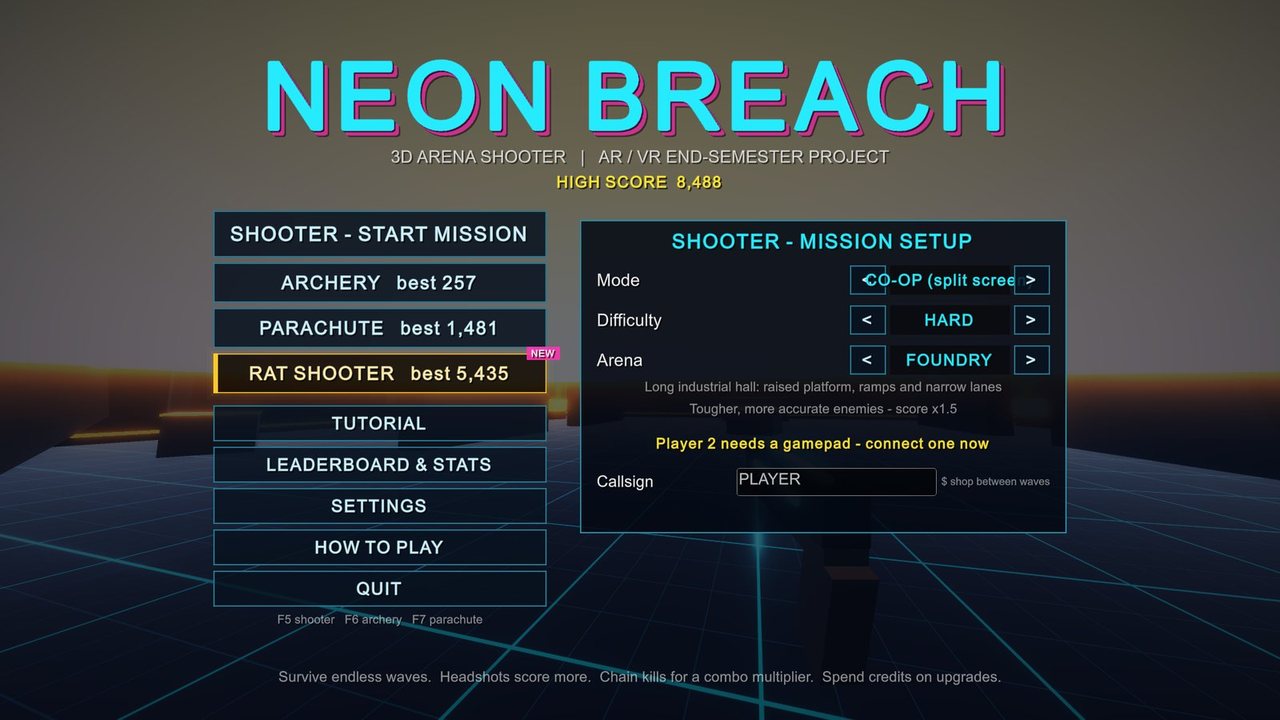 NEON BREACH
3D ARENA SHOOTER | AR / VR END-SEMESTER PROJECT
HIGH SCORE 8,488
SHOOTER - START MISSION
ARCHERY best 257
PARACHUTE best 1,481
NEW
RAT SHOOTER best 5,435
TUTORIAL
LEADERBOARD & STATS
SETTINGS
HOW TO PLAY
QUIT
F5 shooter F6 archery F7 parachute
SHOOTER - MISSION SETUP
Mode < CO-OP (split screen >
Difficulty < HARD >
Arena < FOUNDRY >
Long industrial hall: raised platform, ramps and narrow lanes
Tougher, more accurate enemies - score x1.5
Player 2 needs a gamepad - connect one now
Callsign PLAYER $ shop between waves
Survive endless waves. Headshots score more. Chain kills for a combo multiplier. Spend credits on upgrades.